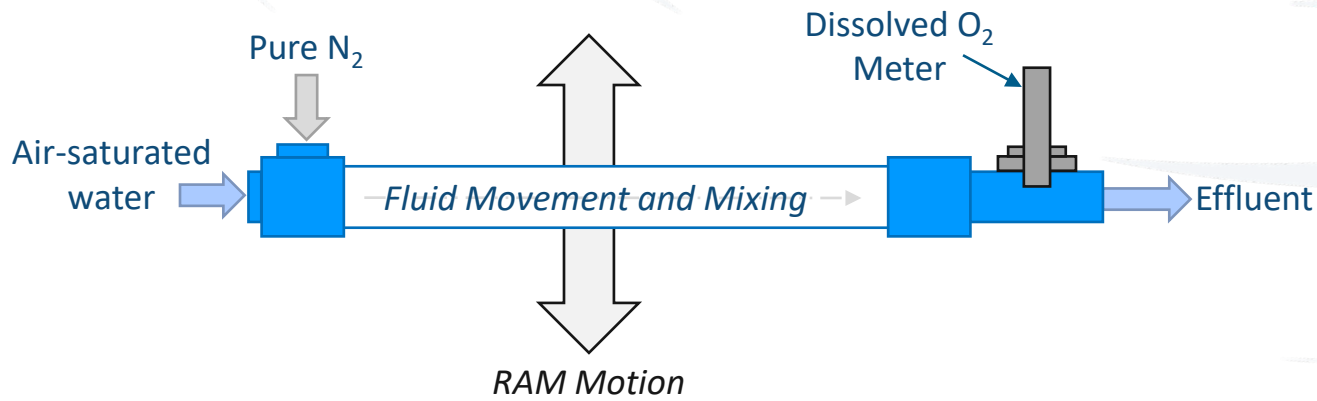 Pure N₂
Dissolved O₂
Meter
Air-saturated
water
Fluid Movement and Mixing
Effluent
RAM Motion